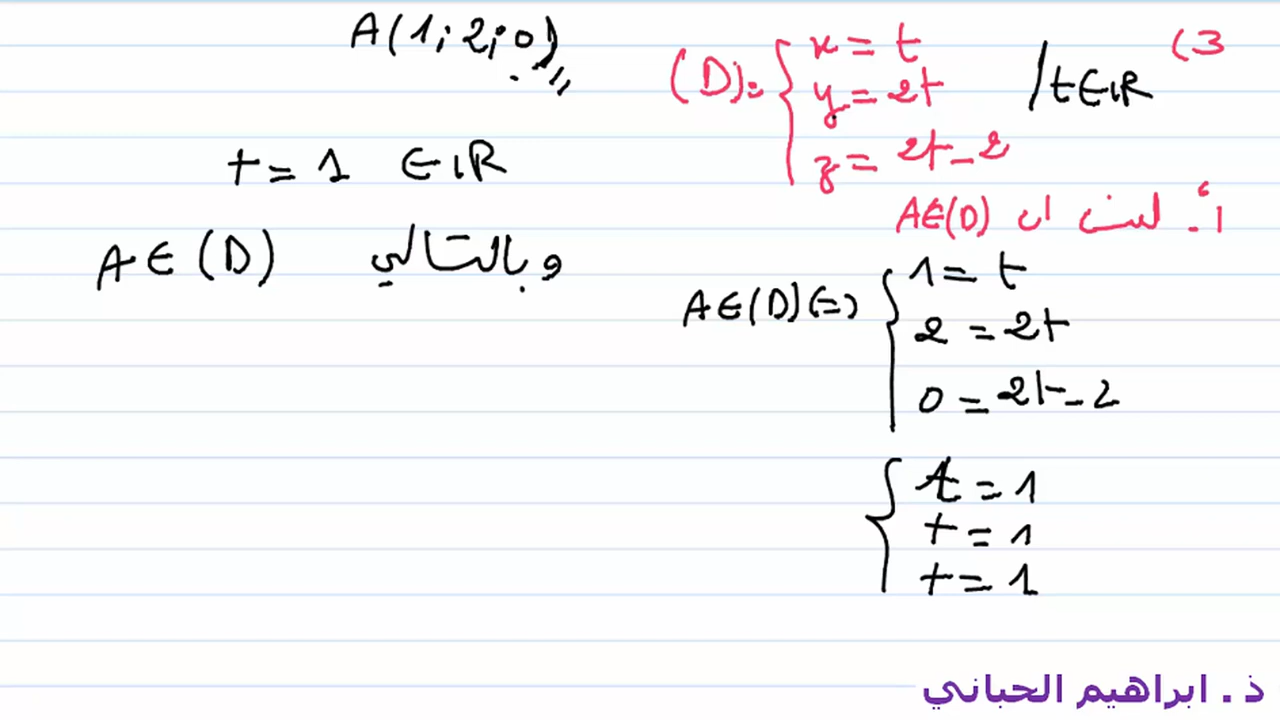 3)
(D): { x = t
y = 2t
z = 2t - 2
/ t ∈ IR
أ - لنبين ان A∈(D)
A∈(D) (=) { 1 = t
2 = 2t
0 = 2t - 2
{ t = 1
t = 1
t = 1
A(1; 2; 0)
t = 1 ∈ IR
وبالتالي A∈(D)
ذ . ابراهيم الحباني